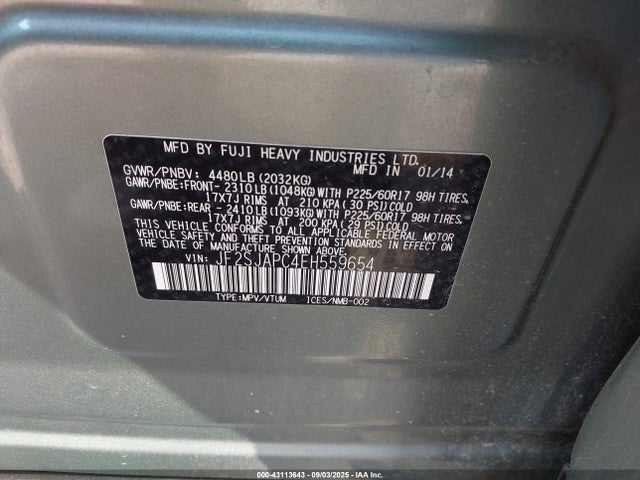 MFD BY FUJI HEAVY INDUSTRIES LTD.
GVWR/PNBV: 4480LB (2032KG) MFD IN 01/14
GAWR/PNBE:FRONT- 2310LB(1048KG)WITH P225/60R17 98H TIRES,
17X7J RIMS AT 210 KPA(30 PSI)COLD
GAWR/PNBE:REAR - 2410LB(1093KG)WITH P225/60R17 98H TIRES,
17X7J RIMS AT 200 KPA(29 PSI)COLD
THIS VEHICLE CONFORMS TO ALL APPLICABLE FEDERAL MOTOR
VEHICLE SAFETY AND THEFT PREVENTION STANDARDS
IN EFFECT ON THE DATE OF MANUFACTURE SHOWN ABOVE.
VIN: JF2SJAPC4EH559654
TYPE:MPV/VTUM ICES/NMB-002
000-43113643 - 09/03/2025 - IAA Inc.